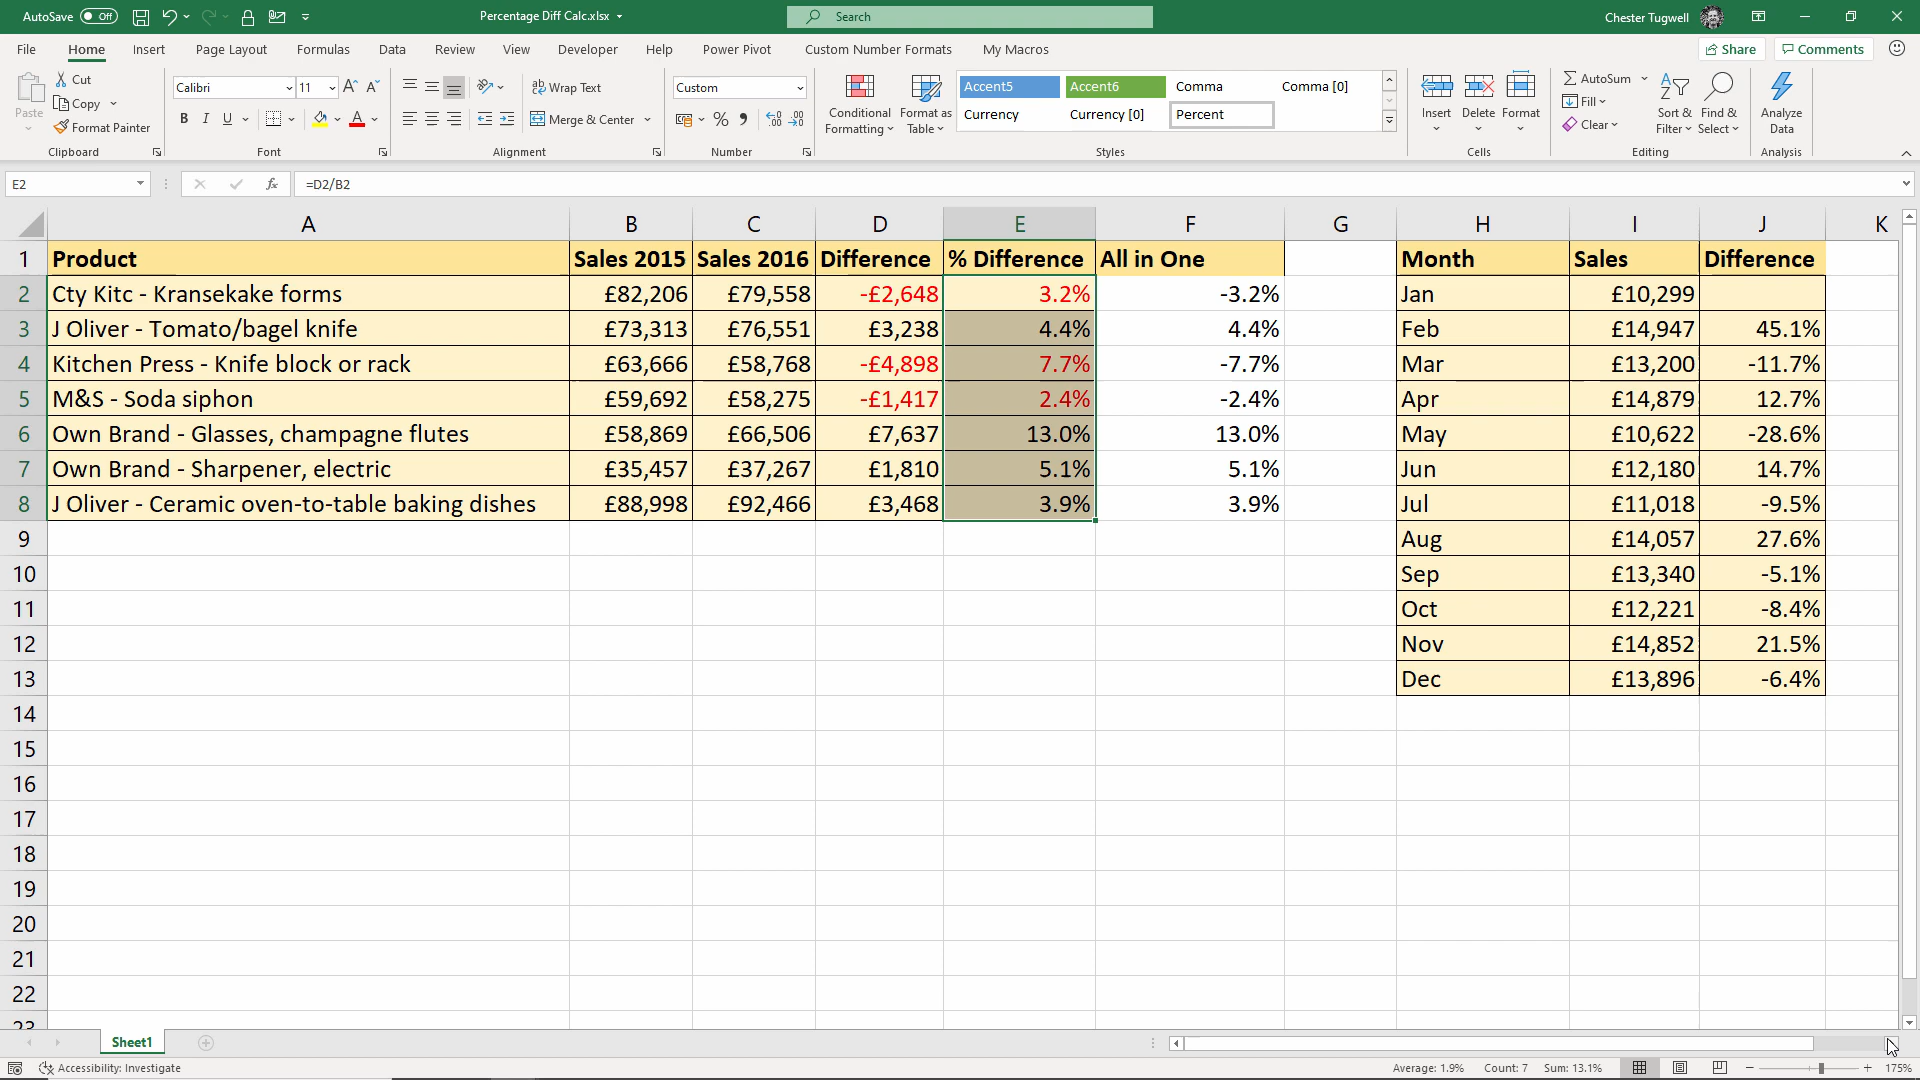 AutoSave Off Percentage Diff Calc.xlsx Search Chester Tugwell
File Home Insert Page Layout Formulas Data Review View Developer Help Power Pivot Custom Number Formats My Macros Share Comments
Paste Cut Copy Format Painter Clipboard
Calibri 11 B I U A Font
ab Wrap Text Merge & Center Alignment
Custom % Number
Conditional Formatting Format as Table
Accent5 Accent6 Comma Comma [0]
Currency Currency [0] Percent
Styles
Insert Delete Format Cells
AutoSum Fill Clear Sort & Filter Find & Select Editing
Analyze Data Analysis
E2 fx =D2/B2
A B C D E F G H I J K
1 Product Sales 2015 Sales 2016 Difference % Difference All in One Month Sales Difference
2 Cty Kitc - Kransekake forms £82,206 £79,558 -£2,648 3.2% -3.2% Jan £10,299
3 J Oliver - Tomato/bagel knife £73,313 £76,551 £3,238 4.4% 4.4% Feb £14,947 45.1%
4 Kitchen Press - Knife block or rack £63,666 £58,768 -£4,898 7.7% -7.7% Mar £13,200 -11.7%
5 M&S - Soda siphon £59,692 £58,275 -£1,417 2.4% -2.4% Apr £14,879 12.7%
6 Own Brand - Glasses, champagne flutes £58,869 £66,506 £7,637 13.0% 13.0% May £10,622 -28.6%
7 Own Brand - Sharpener, electric £35,457 £37,267 £1,810 5.1% 5.1% Jun £12,180 14.7%
8 J Oliver - Ceramic oven-to-table baking dishes £88,998 £92,466 £3,468 3.9% 3.9% Jul £11,018 -9.5%
9 Aug £14,057 27.6%
10 Sep £13,340 -5.1%
11 Oct £12,221 -8.4%
12 Nov £14,852 21.5%
13 Dec £13,896 -6.4%
14
15
16
17
18
19
20
21
22
23
Sheet1
Accessibility: Investigate Average: 1.9% Count: 7 Sum: 13.1% 175%